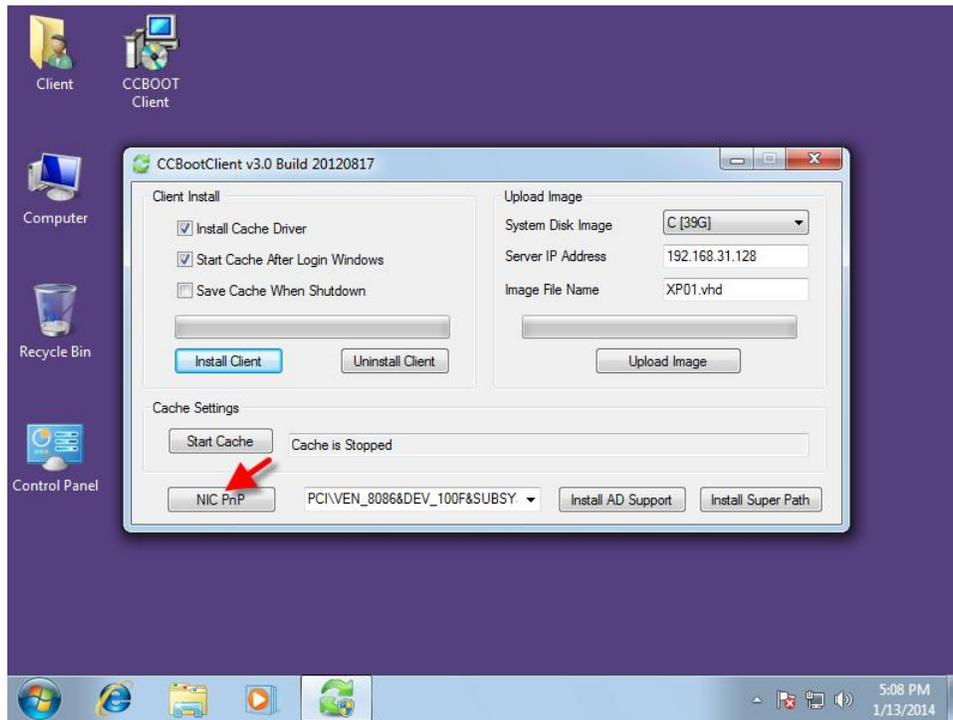 Client
CCBOOT
Client
Computer
Recycle Bin
Control Panel
CCBootClient v3.0 Build 20120817
Client Install
Install Cache Driver
Start Cache After Login Windows
Save Cache When Shutdown
Install Client
Uninstall Client
Upload Image
System Disk Image
C [39G]
Server IP Address
192.168.31.128
Image File Name
XP01.vhd
Upload Image
Cache Settings
Start Cache
Cache is Stopped
NIC PnP
PCI\VEN_8086&DEV_100F&SUBSY
Install AD Support
Install Super Path
5:08 PM
1/13/2014